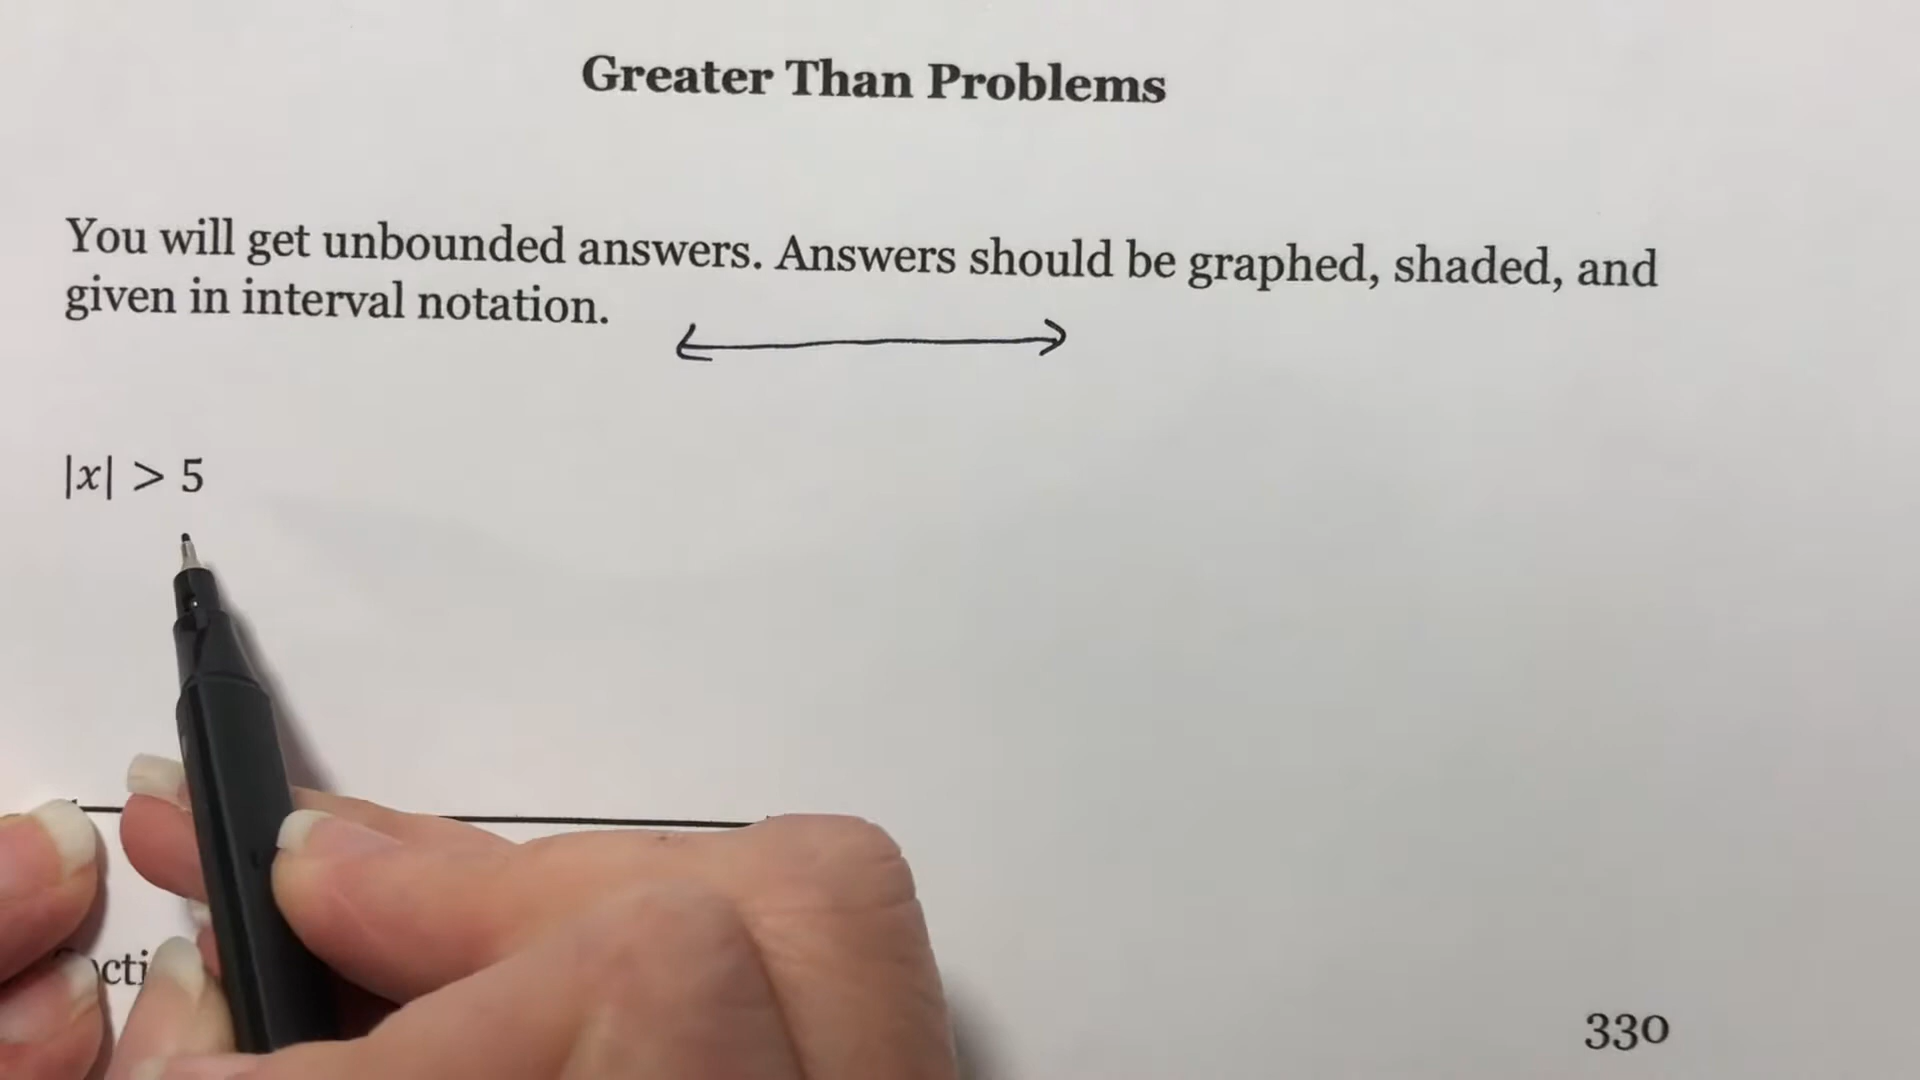 Greater Than Problems
You will get unbounded answers. Answers should be graphed, shaded, and
given in interval notation.
|x| > 5
330